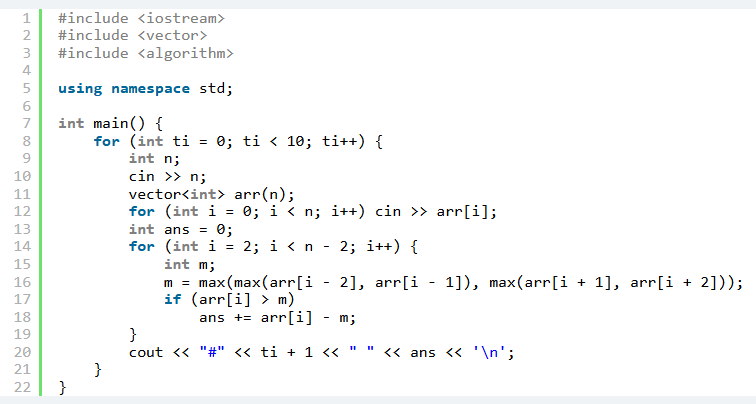 1 #include <iostream>
2 #include <vector>
3 #include <algorithm>
4
5 using namespace std;
6
7 int main() {
8     for (int ti = 0; ti < 10; ti++) {
9         int n;
10         cin >> n;
11         vector<int> arr(n);
12         for (int i = 0; i < n; i++) cin >> arr[i];
13         int ans = 0;
14         for (int i = 2; i < n - 2; i++) {
15             int m;
16             m = max(max(arr[i - 2], arr[i - 1]), max(arr[i + 1], arr[i + 2]));
17             if (arr[i] > m)
18                 ans += arr[i] - m;
19         }
20         cout << "#" << ti + 1 << " " << ans << '\n';
21     }
22 }